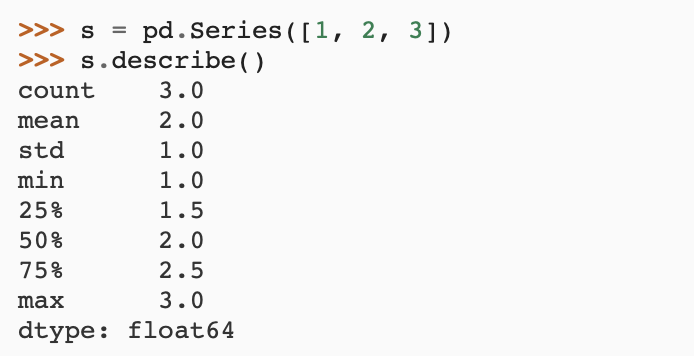 >>> s = pd.Series([1, 2, 3])
>>> s.describe()
count    3.0
mean     2.0
std      1.0
min      1.0
25%      1.5
50%      2.0
75%      2.5
max      3.0
dtype: float64